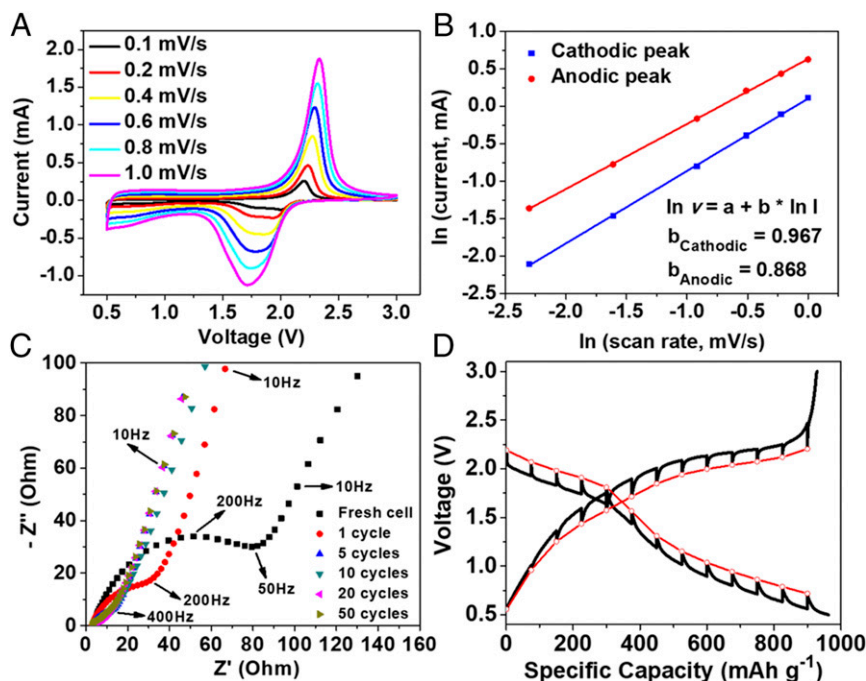 A
0.1 mV/s
0.2 mV/s
0.4 mV/s
0.6 mV/s
0.8 mV/s
1.0 mV/s
Current (mA)
2.0
1.5
1.0
0.5
0.0
-0.5
-1.0
0.5 1.0 1.5 2.0 2.5 3.0
Voltage (V)
B
Cathodic peak
Anodic peak
ln (current, mA)
1.0
0.5
0.0
-0.5
-1.0
-1.5
-2.0
-2.5
ln v = a + b * ln I
bCathodic = 0.967
bAnodic = 0.868
-2.5 -2.0 -1.5 -1.0 -0.5 0.0
ln (scan rate, mV/s)
C
- Z'' (Ohm)
100
80
60
40
20
0
10Hz
10Hz
200Hz
10Hz
50Hz
200Hz
400Hz
Fresh cell
1 cycle
5 cycles
10 cycles
20 cycles
50 cycles
0 20 40 60 80 100 120 140 160
Z' (Ohm)
D
Voltage (V)
3.0
2.5
2.0
1.5
1.0
0.5
0 200 400 600 800 1000
Specific Capacity (mAh g-1)